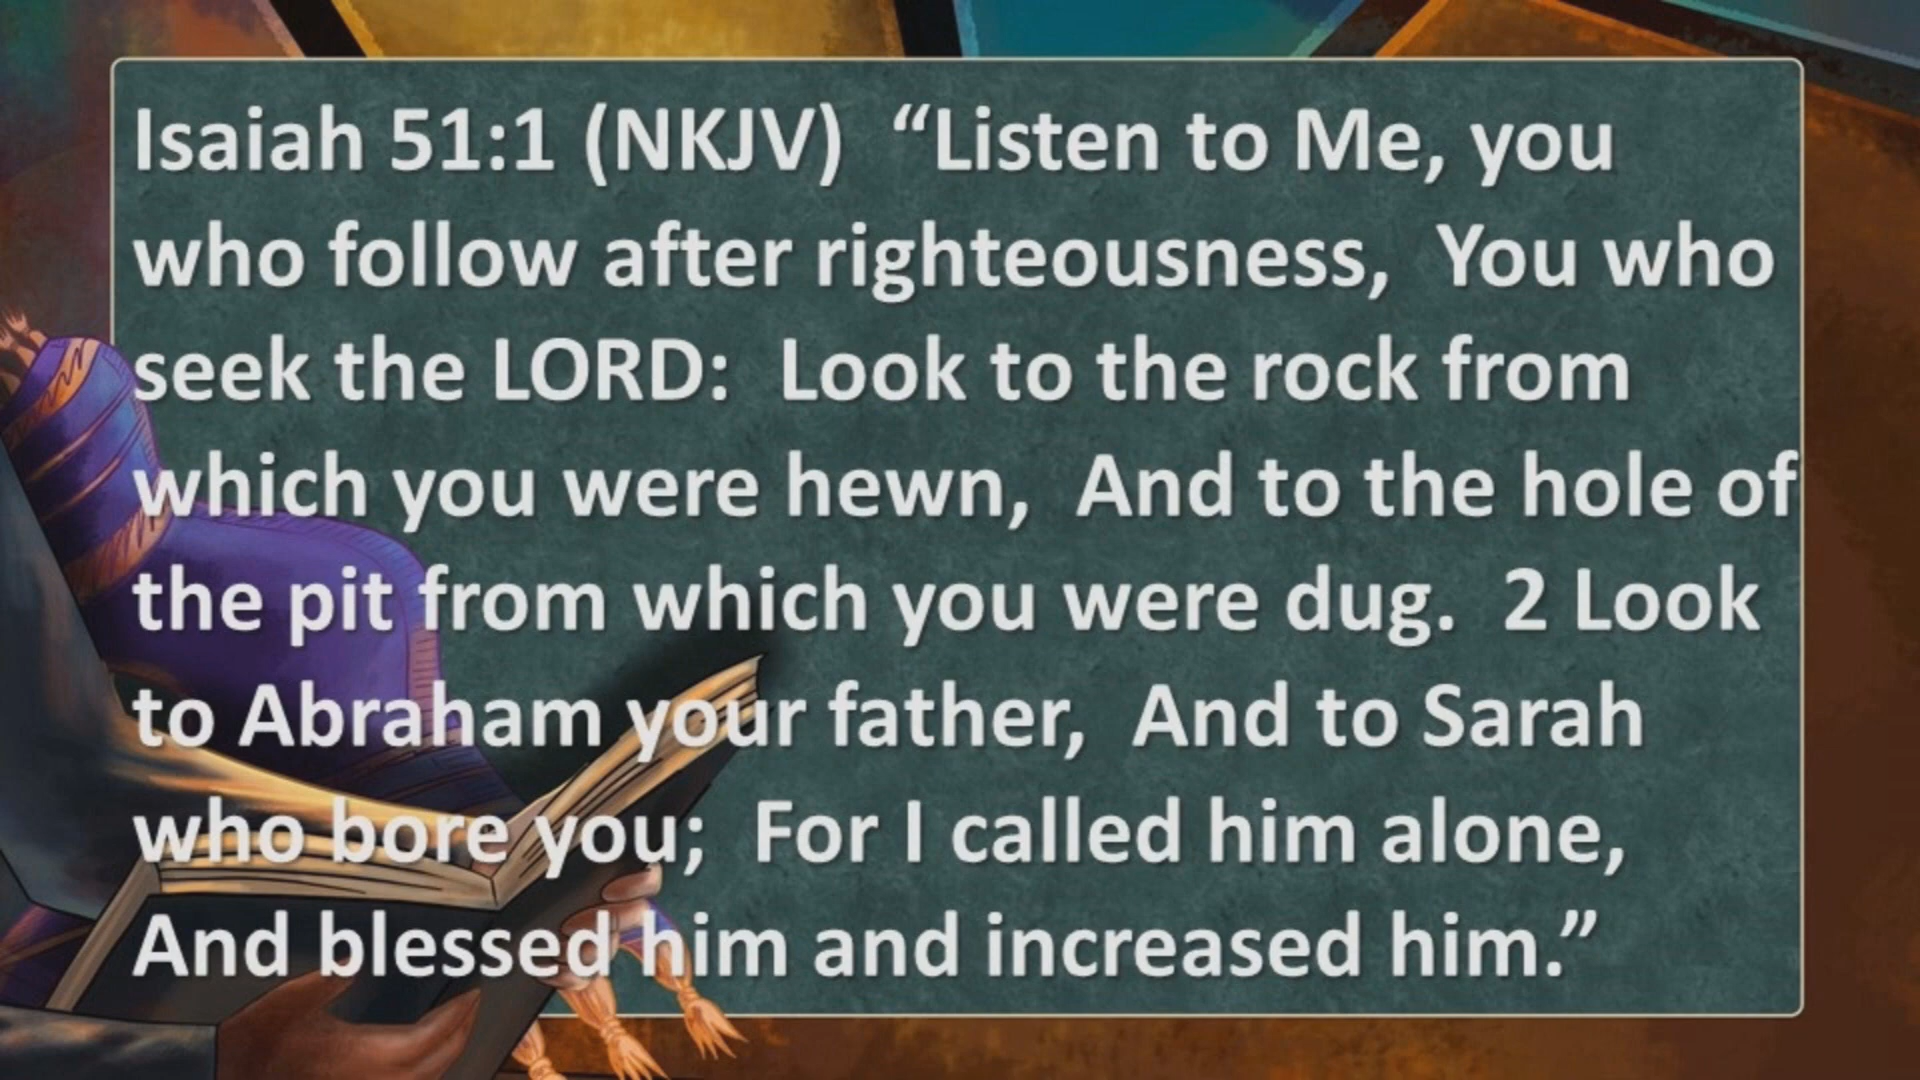 Isaiah 51:1 (NKJV)  “Listen to Me, you
who follow after righteousness,  You who
seek the LORD:  Look to the rock from
which you were hewn,  And to the hole of
the pit from which you were dug.  2 Look
to Abraham your father,  And to Sarah
who bore you;  For I called him alone,
And blessed him and increased him.”